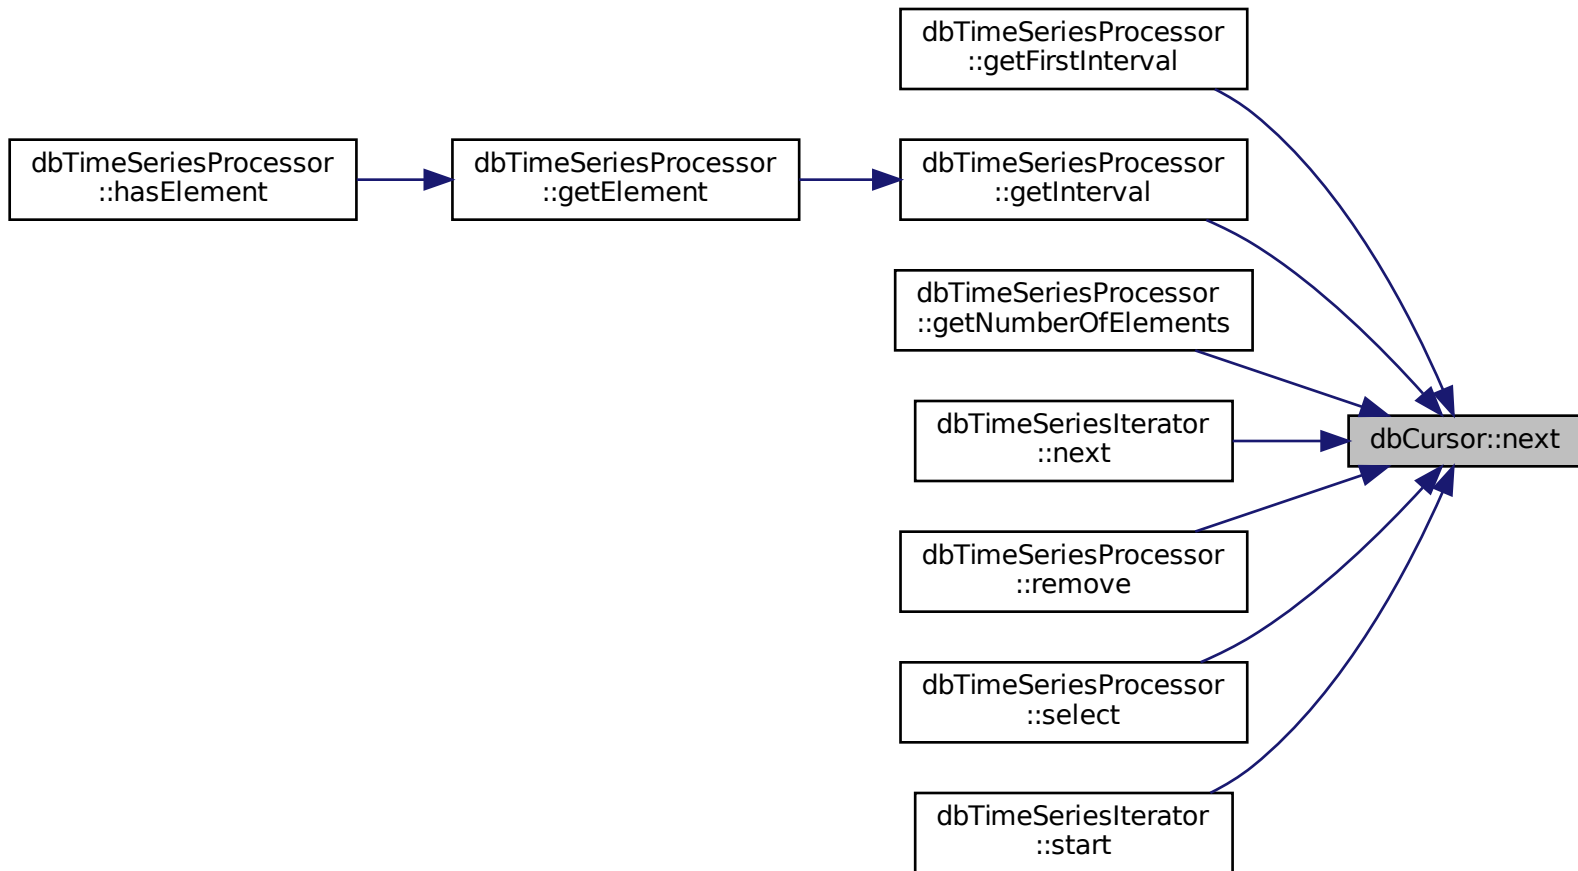 dbTimeSeriesProcessor
::getFirstInterval
dbTimeSeriesProcessor
::hasElement
dbTimeSeriesProcessor
::getElement
dbTimeSeriesProcessor
::getInterval
dbTimeSeriesProcessor
::getNumberOfElements
dbTimeSeriesIterator
::next
dbCursor::next
dbTimeSeriesProcessor
::remove
dbTimeSeriesProcessor
::select
dbTimeSeriesIterator
::start